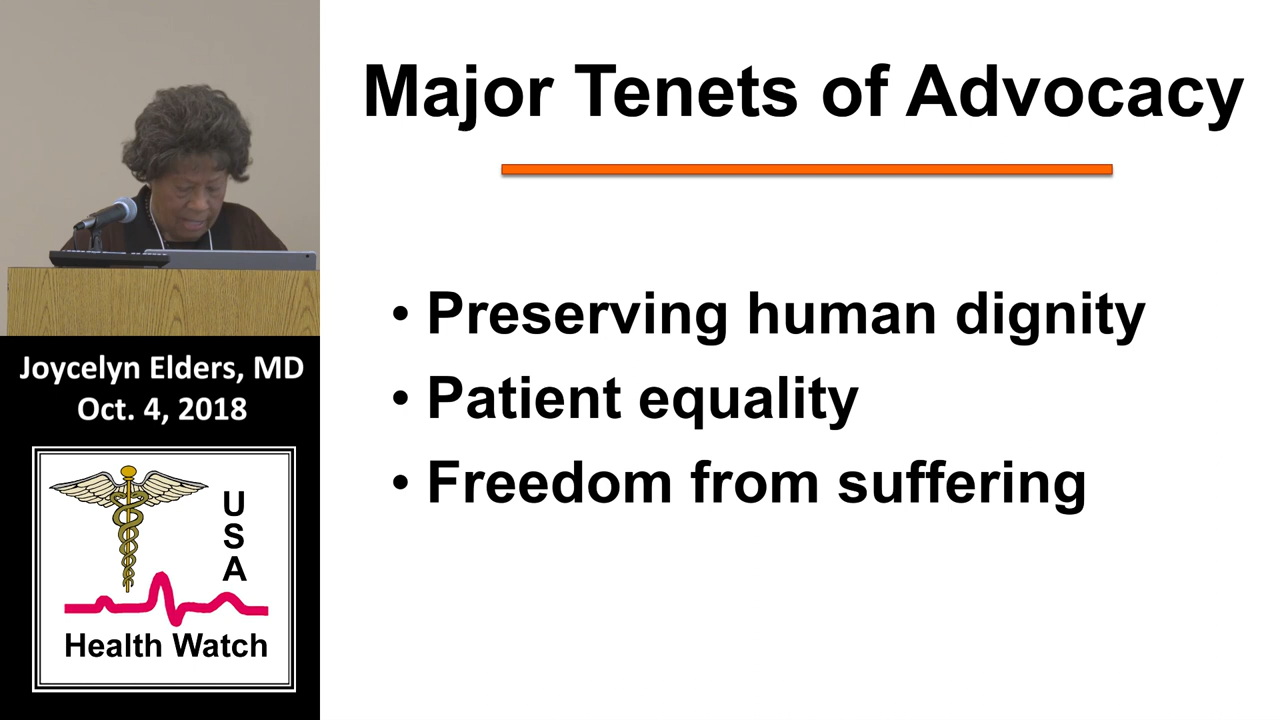 Major Tenets of Advocacy
• Preserving human dignity
• Patient equality
• Freedom from suffering
Joycelyn Elders, MD
Oct. 4, 2018
U
S
A
Health Watch